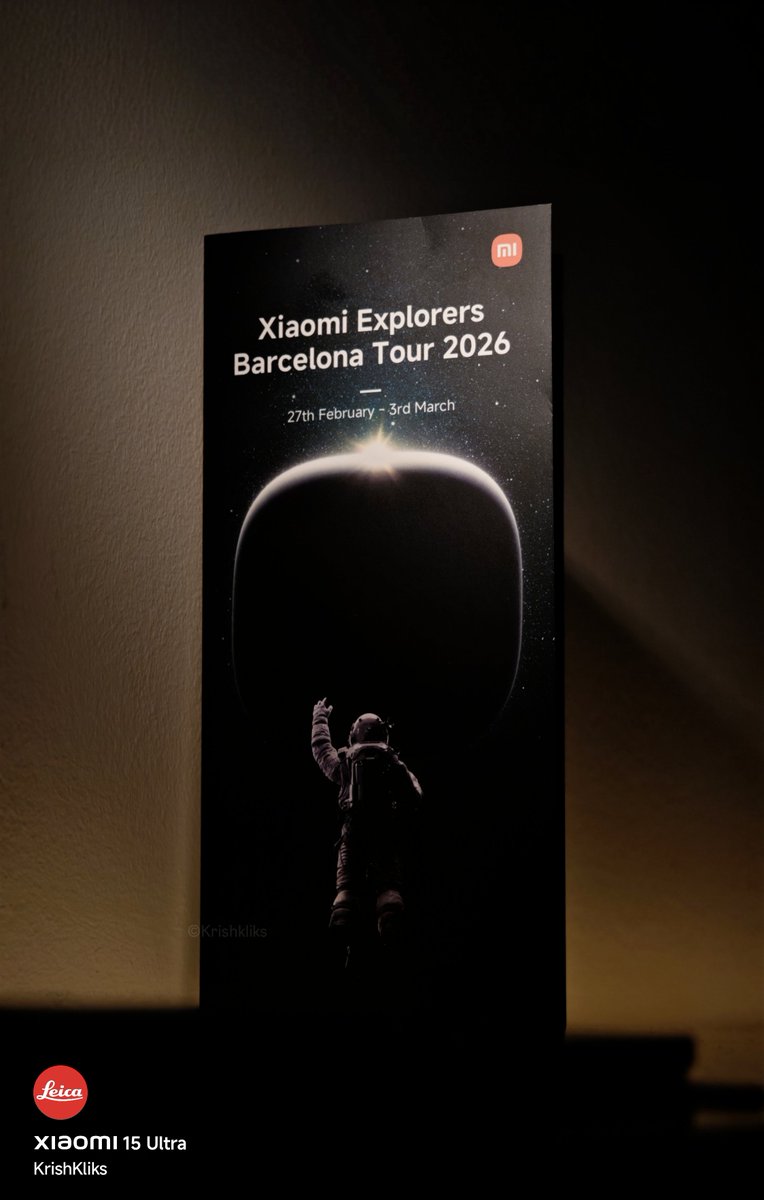 mi
Xiaomi Explorers
Barcelona Tour 2026
27th February - 3rd March
©Krishkliks
Leica
xiaomi 15 Ultra
KrishKliks